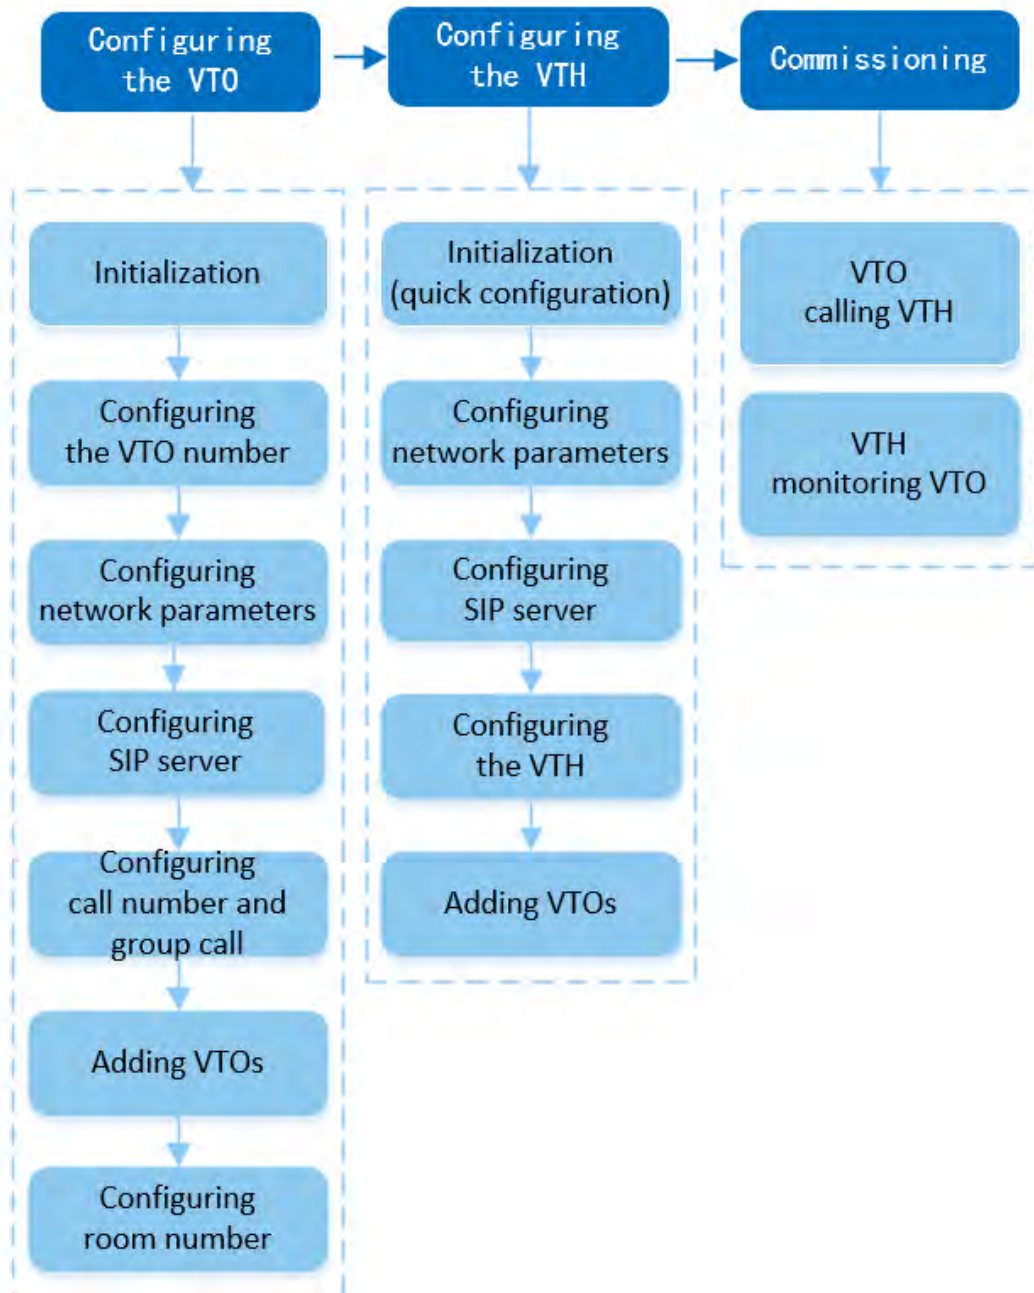 Configuring
the VTO
Configuring
the VTH
Commissioning
Initialization
Configuring
the VTO number
Configuring
network parameters
Configuring
SIP server
Configuring
call number and
group call
Adding VTOs
Configuring
room number
Initialization
(quick configuration)
Configuring
network parameters
Configuring
SIP server
Configuring
the VTH
Adding VTOs
VTO
calling VTH
VTH
monitoring VTO